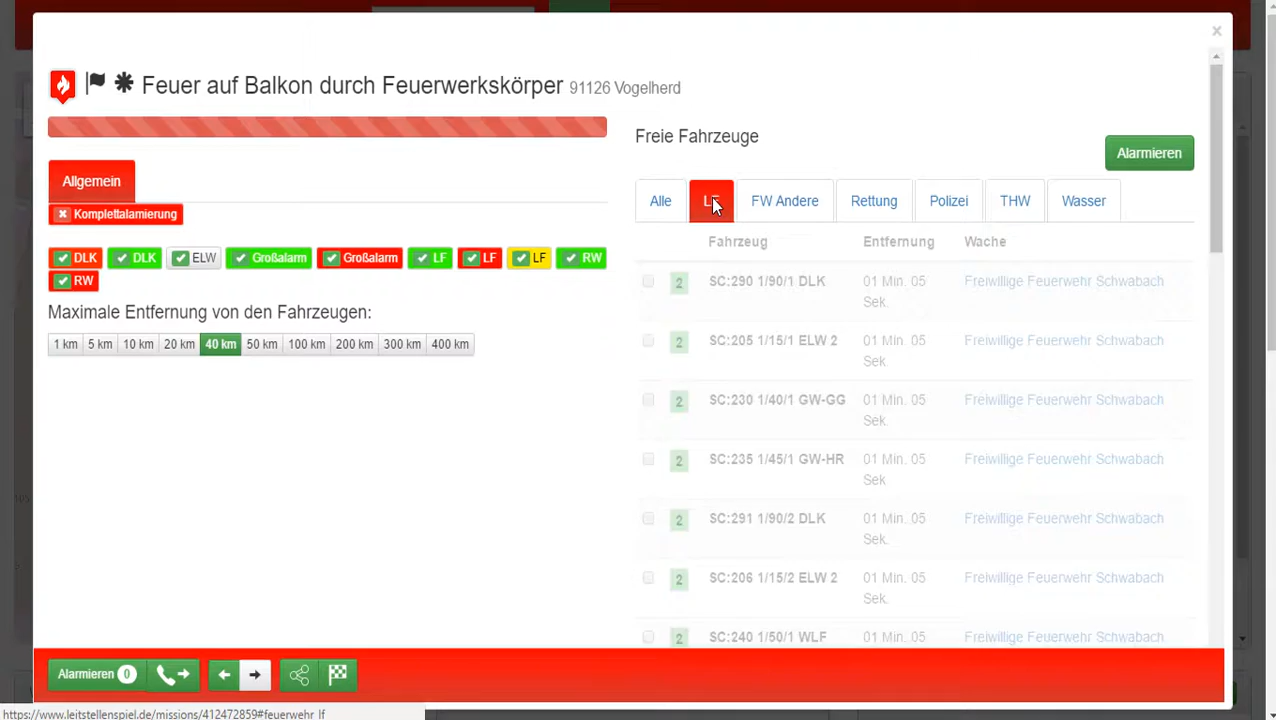 ×
Feuer auf Balkon durch Feuerwerkskörper 91126 Vogelherd
Freie Fahrzeuge
Alarmieren
Allgemein
Komplettalamierung
DLK DLK ELW Großalarm Großalarm LF LF LF RW
RW
Maximale Entfernung von den Fahrzeugen:
1 km 5 km 10 km 20 km 40 km 50 km 100 km 200 km 300 km 400 km
Alle LF FW Andere Rettung Polizei THW Wasser
Fahrzeug Entfernung Wache
2 SC:290 1/90/1 DLK 01 Min. 05 Sek. Freiwillige Feuerwehr Schwabach
2 SC:205 1/15/1 ELW 2 01 Min. 05 Sek. Freiwillige Feuerwehr Schwabach
2 SC:230 1/40/1 GW-GG 01 Min. 05 Sek. Freiwillige Feuerwehr Schwabach
2 SC:235 1/45/1 GW-HR 01 Min. 05 Sek. Freiwillige Feuerwehr Schwabach
2 SC:291 1/90/2 DLK 01 Min. 05 Sek. Freiwillige Feuerwehr Schwabach
2 SC:206 1/15/2 ELW 2 01 Min. 05 Sek. Freiwillige Feuerwehr Schwabach
2 SC:240 1/50/1 WLF 01 Min. 05 Freiwillige Feuerwehr Schwabach
Alarmieren 0
https://www.leitstellenspiel.de/missions/412472859#feuerwehr_lf